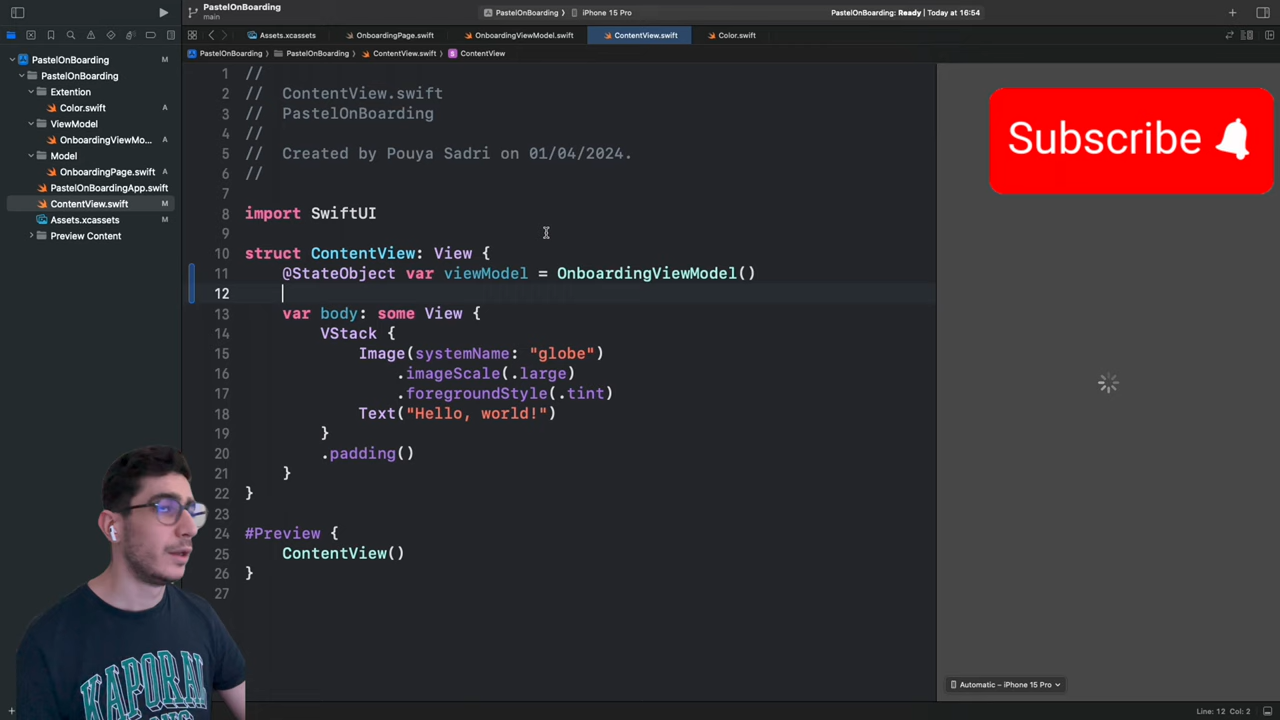 PastelOnBoarding
main
PastelOnBoarding
iPhone 15 Pro
PastelOnBoarding: Ready | Today at 16:54
Assets.xcassets
OnboardingPage.swift
OnboardingViewModel.swift
ContentView.swift
Color.swift
PastelOnBoarding
PastelOnBoarding
ContentView.swift
ContentView
PastelOnBoarding M
PastelOnBoarding
Extention
Color.swift A
ViewModel
OnboardingViewMo... A
Model
OnboardingPage.swift A
PastelOnBoardingApp.swift M
ContentView.swift M
Assets.xcassets M
Preview Content
1 //
2 // ContentView.swift
3 // PastelOnBoarding
4 //
5 // Created by Pouya Sadri on 01/04/2024.
6 //
7
8 import SwiftUI
9
10 struct ContentView: View {
11 @StateObject var viewModel = OnboardingViewModel()
12
13 var body: some View {
14 VStack {
15 Image(systemName: "globe")
16 .imageScale(.large)
17 .foregroundStyle(.tint)
18 Text("Hello, world!")
19 }
20 .padding()
21 }
22 }
23
24 #Preview {
25 ContentView()
26 }
27
Subscribe
Automatic – iPhone 15 Pro
Line: 12 Col: 2
KAPORAL